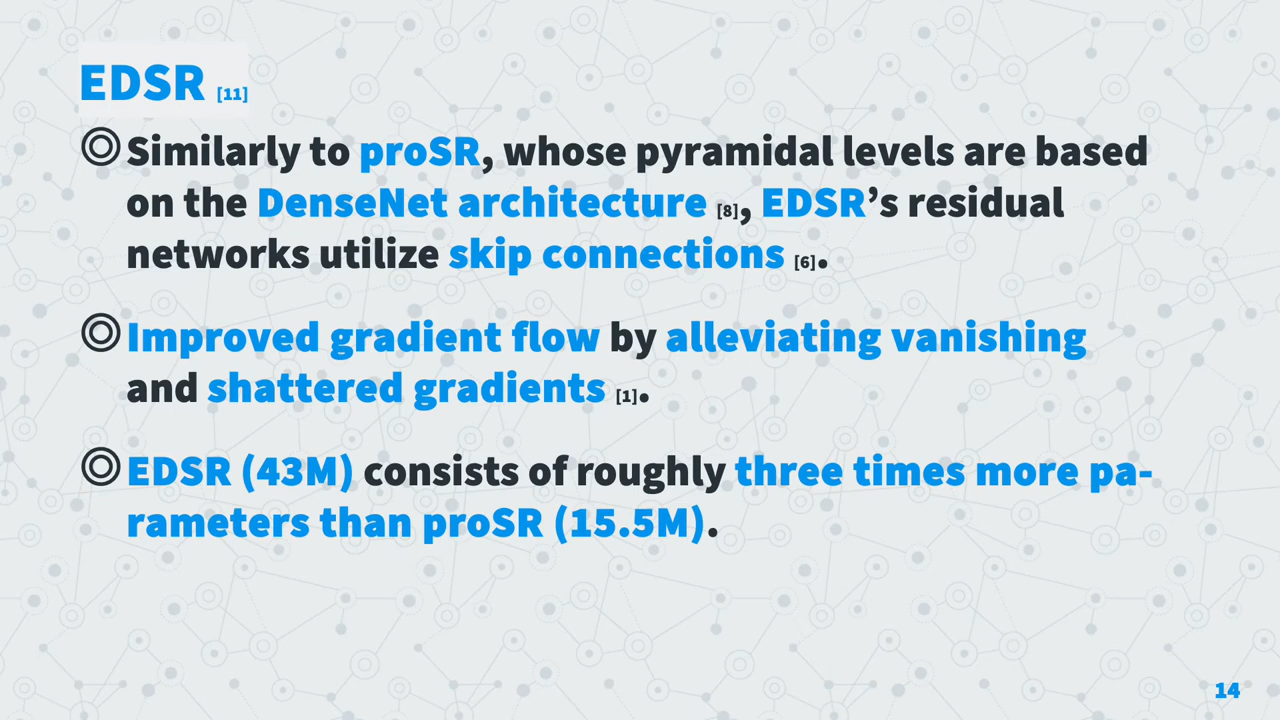 EDSR [11]
Similarly to proSR, whose pyramidal levels are based
on the DenseNet architecture [8], EDSR’s residual
networks utilize skip connections [6].
Improved gradient flow by alleviating vanishing
and shattered gradients [1].
EDSR (43M) consists of roughly three times more pa-
rameters than proSR (15.5M).
14